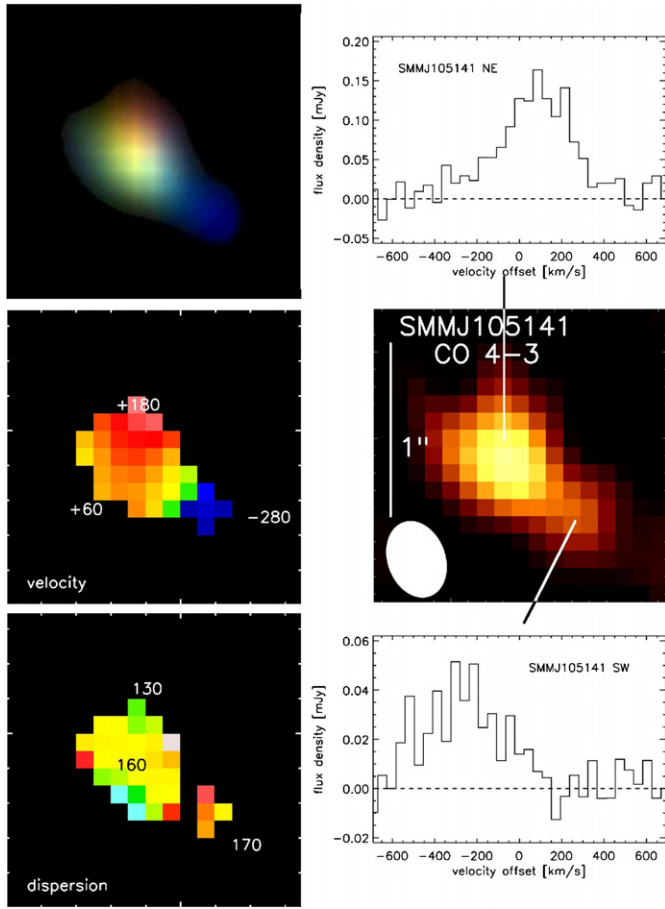 0.20
0.15
0.10
0.05
0.00
-0.05
flux density [mJy]
SMMJ105141 NE
-600 -400 -200 0 200 400 600
velocity offset [km/s]
+180
+60
-280
velocity
SMMJ105141
CO 4-3
1"
130
160
170
dispersion
0.06
0.04
0.02
0.00
-0.02
flux density [mJy]
SMMJ105141 SW
-600 -400 -200 0 200 400 600
velocity offset [km/s]